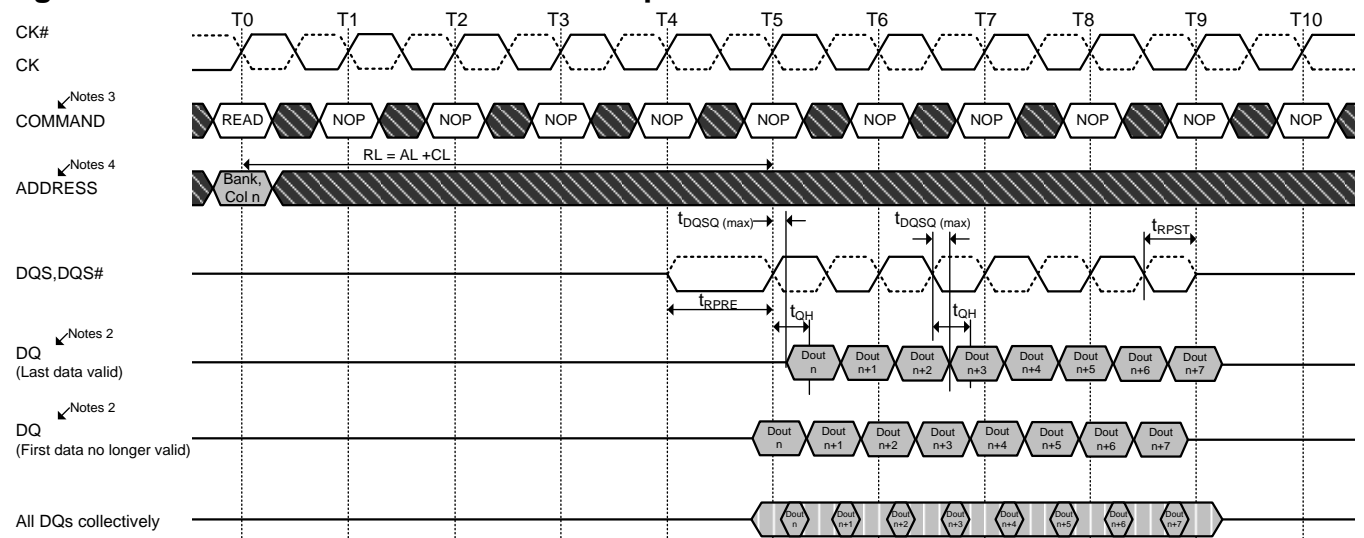 T0 T1 T2 T3 T4 T5 T6 T7 T8 T9 T10
CK#
CK
Notes 3
COMMAND
READ NOP NOP NOP NOP NOP NOP NOP NOP NOP NOP
RL = AL +CL
Notes 4
ADDRESS
Bank,
Col n
tDQSQ (max) tDQSQ (max) tRPST
DQS,DQS#
tRPRE tQH tQH
Notes 2
DQ
(Last data valid)
Dout Dout Dout Dout Dout Dout Dout Dout
n n+1 n+2 n+3 n+4 n+5 n+6 n+7
Notes 2
DQ
(First data no longer valid)
Dout Dout Dout Dout Dout Dout Dout Dout
n n+1 n+2 n+3 n+4 n+5 n+6 n+7
All DQs collectively
Dout Dout Dout Dout Dout Dout Dout Dout
n n+1 n+2 n+3 n+4 n+5 n+6 n+7